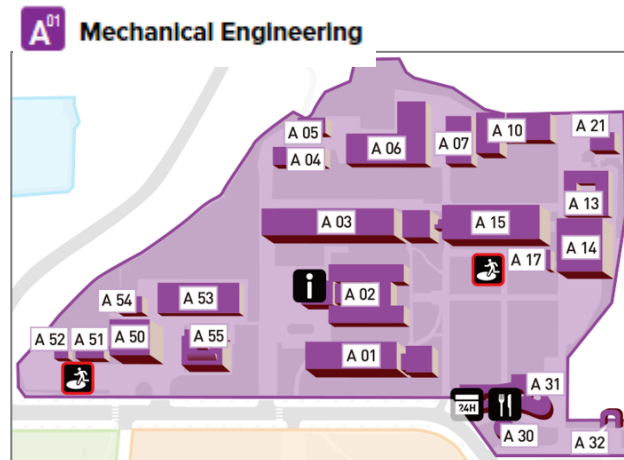 A01 Mechanical Engineering
A 05
A 04
A 06
A 07
A 10
A 21
A 03
A 15
A 13
A 14
A 17
i
A 02
A 54
A 53
A 52
A 51
A 50
A 55
A 01
A 31
24H
A 30
A 32